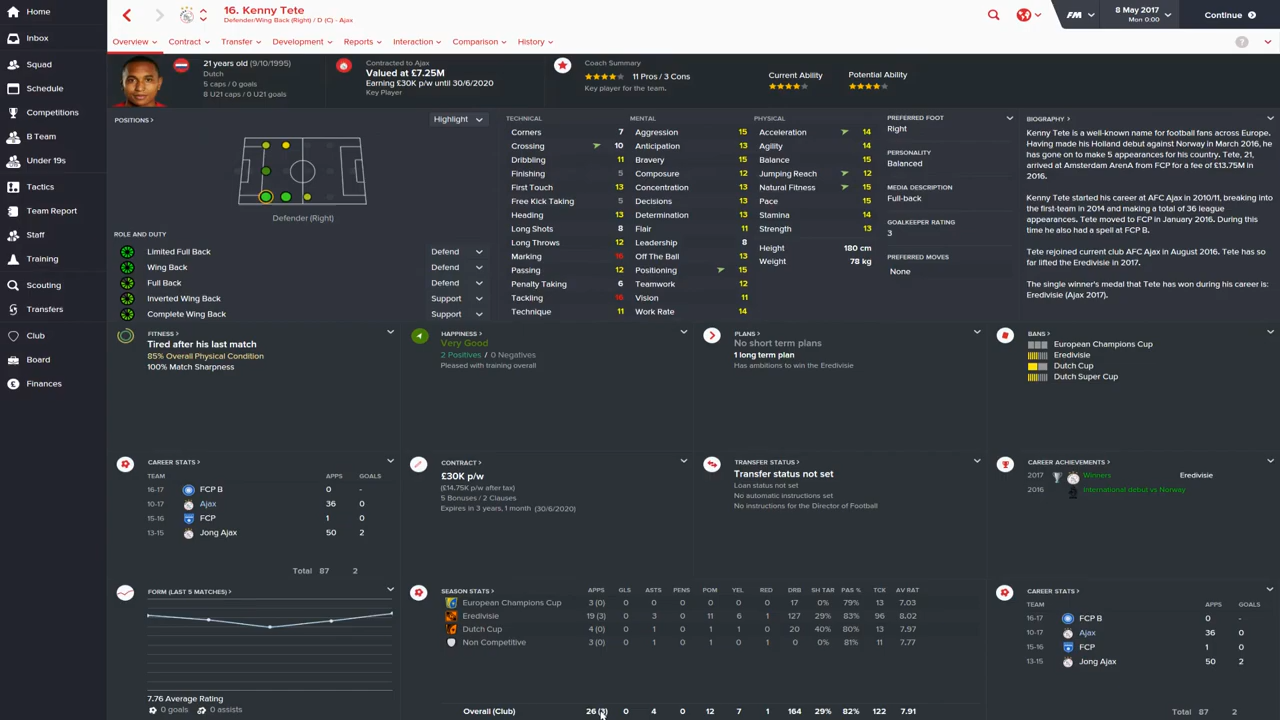 Home
Inbox
Squad
Schedule
Competitions
B Team
Under 19s
Tactics
Team Report
Staff
Training
Scouting
Transfers
Club
Board
Finances
16. Kenny Tete
Defender/Wing Back (Right) / D (C) - Ajax
FM
8 May 2017
Mon 0:00
Continue
Overview
Contract
Transfer
Development
Reports
Interaction
Comparison
History
?
21 years old (9/10/1995)
Dutch
5 caps / 0 goals
8 U21 caps / 0 U21 goals
Contracted to Ajax
Valued at £7.25M
Earning £30K p/w until 30/6/2020
Key Player
Coach Summary
11 Pros / 3 Cons
Key player for the team.
Current Ability
Potential Ability
POSITIONS >
Highlight
Defender (Right)
ROLE AND DUTY
Limited Full Back Defend
Wing Back Defend
Full Back Defend
Inverted Wing Back Support
Complete Wing Back Support
TECHNICAL
Corners 7
Crossing 10
Dribbling 11
Finishing 5
First Touch 13
Free Kick Taking 5
Heading 13
Long Shots 8
Long Throws 12
Marking 16
Passing 12
Penalty Taking 6
Tackling 16
Technique 11
MENTAL
Aggression 15
Anticipation 13
Bravery 15
Composure 12
Concentration 13
Decisions 13
Determination 13
Flair 11
Leadership 8
Off The Ball 13
Positioning 15
Teamwork 12
Vision 11
Work Rate 14
PHYSICAL
Acceleration 14
Agility 14
Balance 15
Jumping Reach 12
Natural Fitness 15
Pace 15
Stamina 14
Strength 13
Height 180 cm
Weight 78 kg
PREFERRED FOOT
Right
PERSONALITY
Balanced
MEDIA DESCRIPTION
Full-back
GOALKEEPER RATING
3
PREFERRED MOVES
None
BIOGRAPHY >
Kenny Tete is a well-known name for football fans across Europe.
Having made his Holland debut against Norway in March 2016, he
has gone on to make 5 appearances for his country. Tete, 21,
arrived at Amsterdam ArenA from FCP for a fee of £13.75M in
2016.
Kenny Tete started his career at AFC Ajax in 2010/11, breaking into
the first-team in 2014 and making a total of 36 league
appearances. Tete moved to FCP in January 2016. During this
time he also had a spell at FCP B.
Tete rejoined current club AFC Ajax in August 2016. Tete has so
far lifted the Eredivisie in 2017.
The single winner's medal that Tete has won during his career is:
Eredivisie (Ajax 2017).
FITNESS >
Tired after his last match
85% Overall Physical Condition
100% Match Sharpness
HAPPINESS >
Very Good
2 Positives / 0 Negatives
Pleased with training overall
PLANS >
No short term plans
1 long term plan
Has ambitions to win the Eredivisie
BANS >
European Champions Cup
Eredivisie
Dutch Cup
Dutch Super Cup
CAREER STATS >
TEAM APPS GOALS
16-17 FCP B 0 -
10-17 Ajax 36 0
15-16 FCP 1 0
13-15 Jong Ajax 50 2
Total 87 2
CONTRACT >
£30K p/w
(£14.75K p/w after tax)
5 Bonuses / 2 Clauses
Expires in 3 years, 1 month (30/6/2020)
TRANSFER STATUS >
Transfer status not set
Loan status not set
No automatic instructions set
No instructions for the Director of Football
CAREER ACHIEVEMENTS >
2017 Winners Eredivisie
2016 International debut vs Norway
FORM (LAST 5 MATCHES) >
7.76 Average Rating
0 goals 0 assists
SEASON STATS > APPS GLS ASTS PENS POM YEL RED DRB SH TAR PAS % TCK AV RAT
European Champions Cup 3 (0) 0 0 0 0 0 0 17 0% 79% 13 7.03
Eredivisie 19 (3) 0 3 0 11 6 1 127 29% 83% 96 8.02
Dutch Cup 4 (0) 0 1 0 1 1 0 20 40% 80% 13 7.97
Non Competitive 3 (0) 0 1 0 1 1 1 0 0% 81% 11 7.77
Overall (Club) 26 (3) 0 4 0 12 7 1 164 29% 82% 122 7.91
CAREER STATS >
TEAM APPS GOALS
16-17 FCP B 0 -
10-17 Ajax 36 0
15-16 FCP 1 0
13-15 Jong Ajax 50 2
Total 87 2